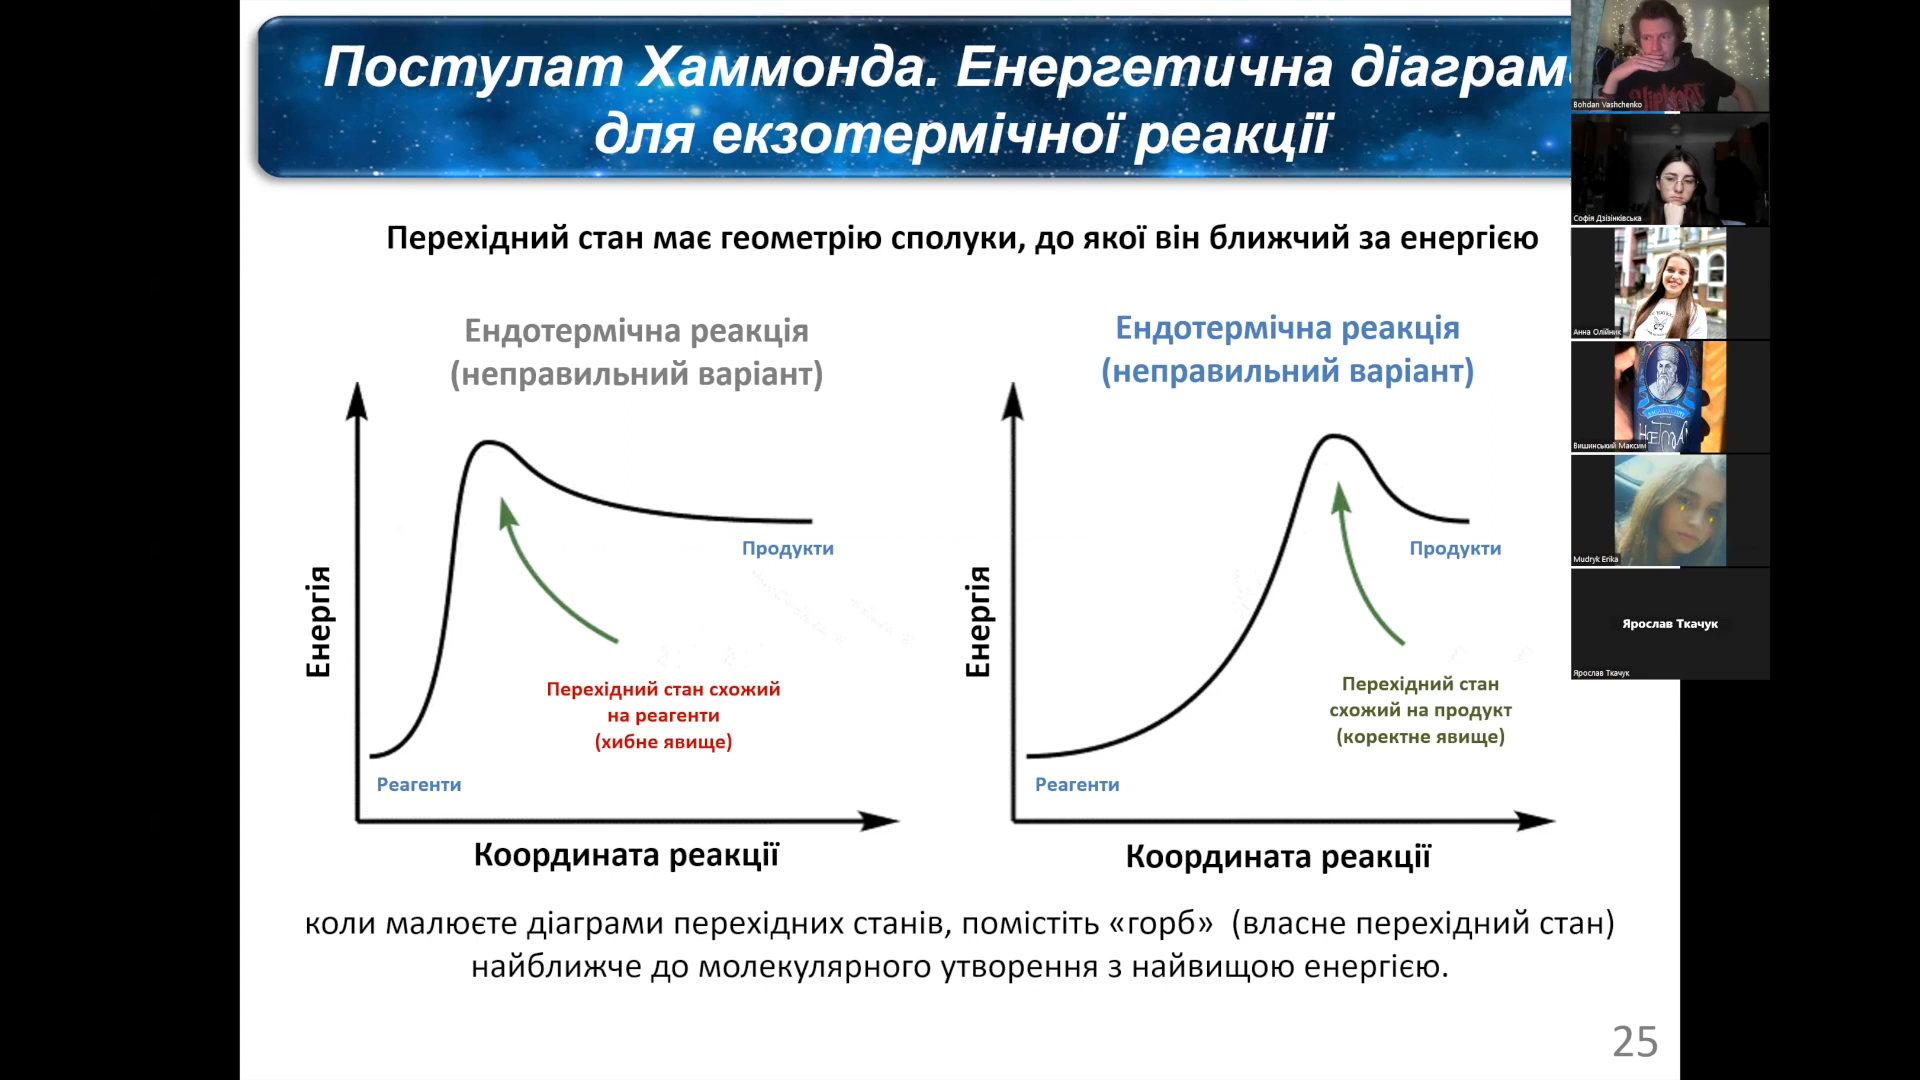 Постулат Хаммонда. Енергетична діаграм
для екзотермічної реакції
Перехідний стан має геометрію сполуки, до якої він ближчий за енергією
Ендотермічна реакція
(неправильний варіант)
Енергія
Продукти
Перехідний стан схожий
на реагенти
(хибне явище)
Реагенти
Координата реакції
Ендотермічна реакція
(неправильний варіант)
Енергія
Продукти
Перехідний стан
схожий на продукт
(коректне явище)
Реагенти
Координата реакції
коли малюєте діаграми перехідних станів, помістіть «горб» (власне перехідний стан)
найближче до молекулярного утворення з найвищою енергією.
25
Bohdan Vashchenko
Софія Дзізінківська
Анна Олійник
Вишинський Максим
Mudryk Erika
Ярослав Ткачук
Ярослав Ткачук